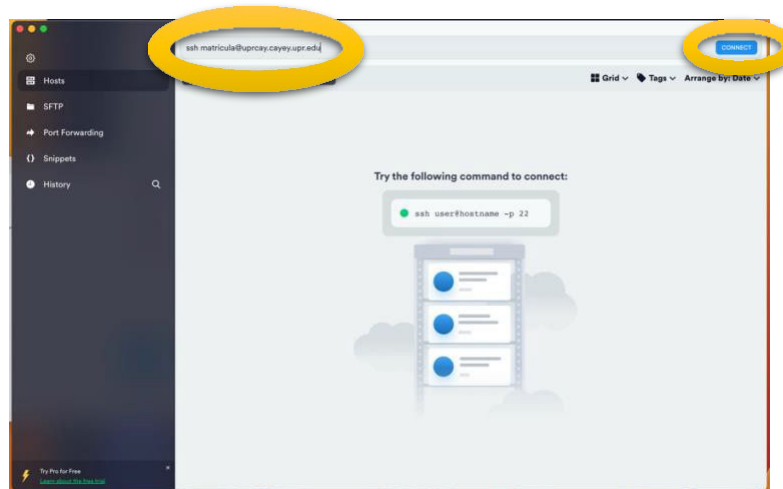 ssh matricula@uprcay.cayey.upr.edu
CONNECT
Hosts
Grid
Tags
Arrange by: Date
SFTP
Port Forwarding
Snippets
History
Try the following command to connect:
ssh user@hostname -p 22
Try Pro for Free
Learn about the free trial